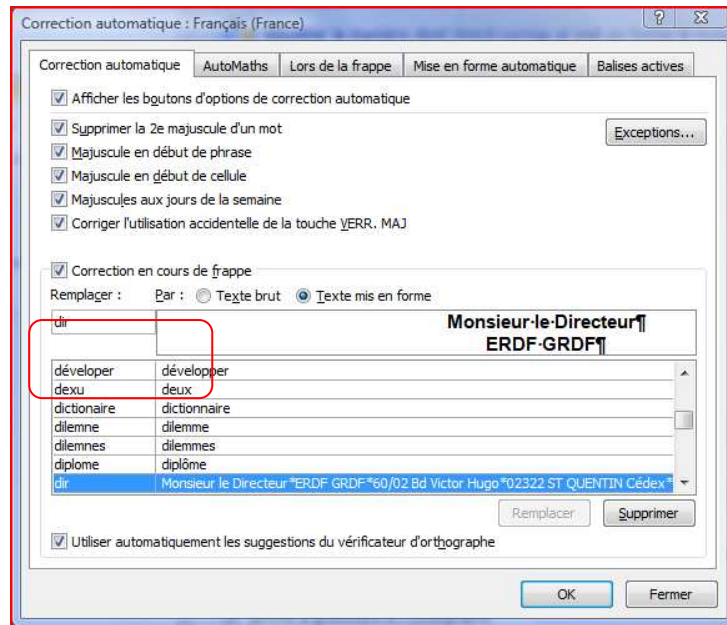 Correction automatique : Français (France)
Correction automatique AutoMaths Lors de la frappe Mise en forme automatique Balises actives
Afficher les boutons d'options de correction automatique
Supprimer la 2e majuscule d'un mot
Exceptions...
Majuscule en début de phrase
Majuscule en début de cellule
Majuscules aux jours de la semaine
Corriger l'utilisation accidentelle de la touche VERR. MAJ
Correction en cours de frappe
Remplacer : Par : Texte brut Texte mis en forme
dir Monsieur·le·Directeur¶
ERDF·GRDF¶
déveloper développer
dexu deux
dictionaire dictionnaire
dilemne dilemme
dilemnes dilemmes
diplome diplôme
dir Monsieur le Directeur*ERDF GRDF*60/02 Bd Victor Hugo*02322 ST QUENTIN Cédex*
Remplacer Supprimer
Utiliser automatiquement les suggestions du vérificateur d'orthographe
OK Fermer